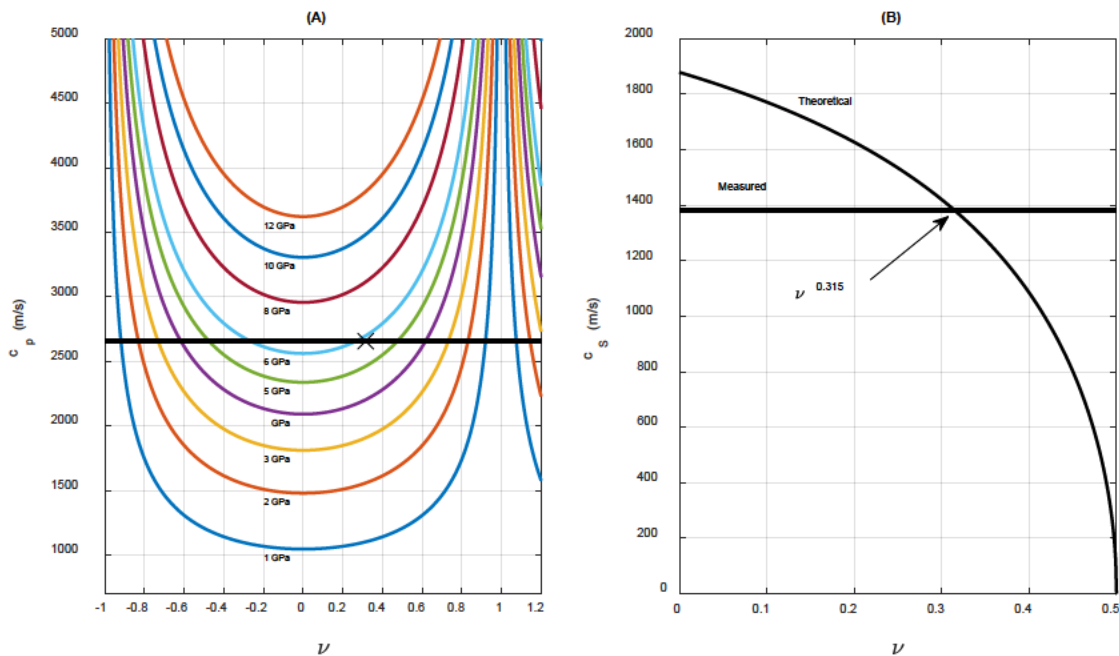 (A)
5000
4500
4000
3500
3000
2500
2000
1500
1000
c p (m/s)
12 GPa
10 GPa
8 GPa
6 GPa
5 GPa
GPa
3 GPa
2 GPa
1 GPa
-1 -0.8 -0.6 -0.4 -0.2 0 0.2 0.4 0.6 0.8 1 1.2
ν
(B)
2000
1800
1600
1400
1200
1000
800
600
400
200
0
c S (m/s)
Theoretical
Measured
ν 0.315
0 0.1 0.2 0.3 0.4 0.5
ν